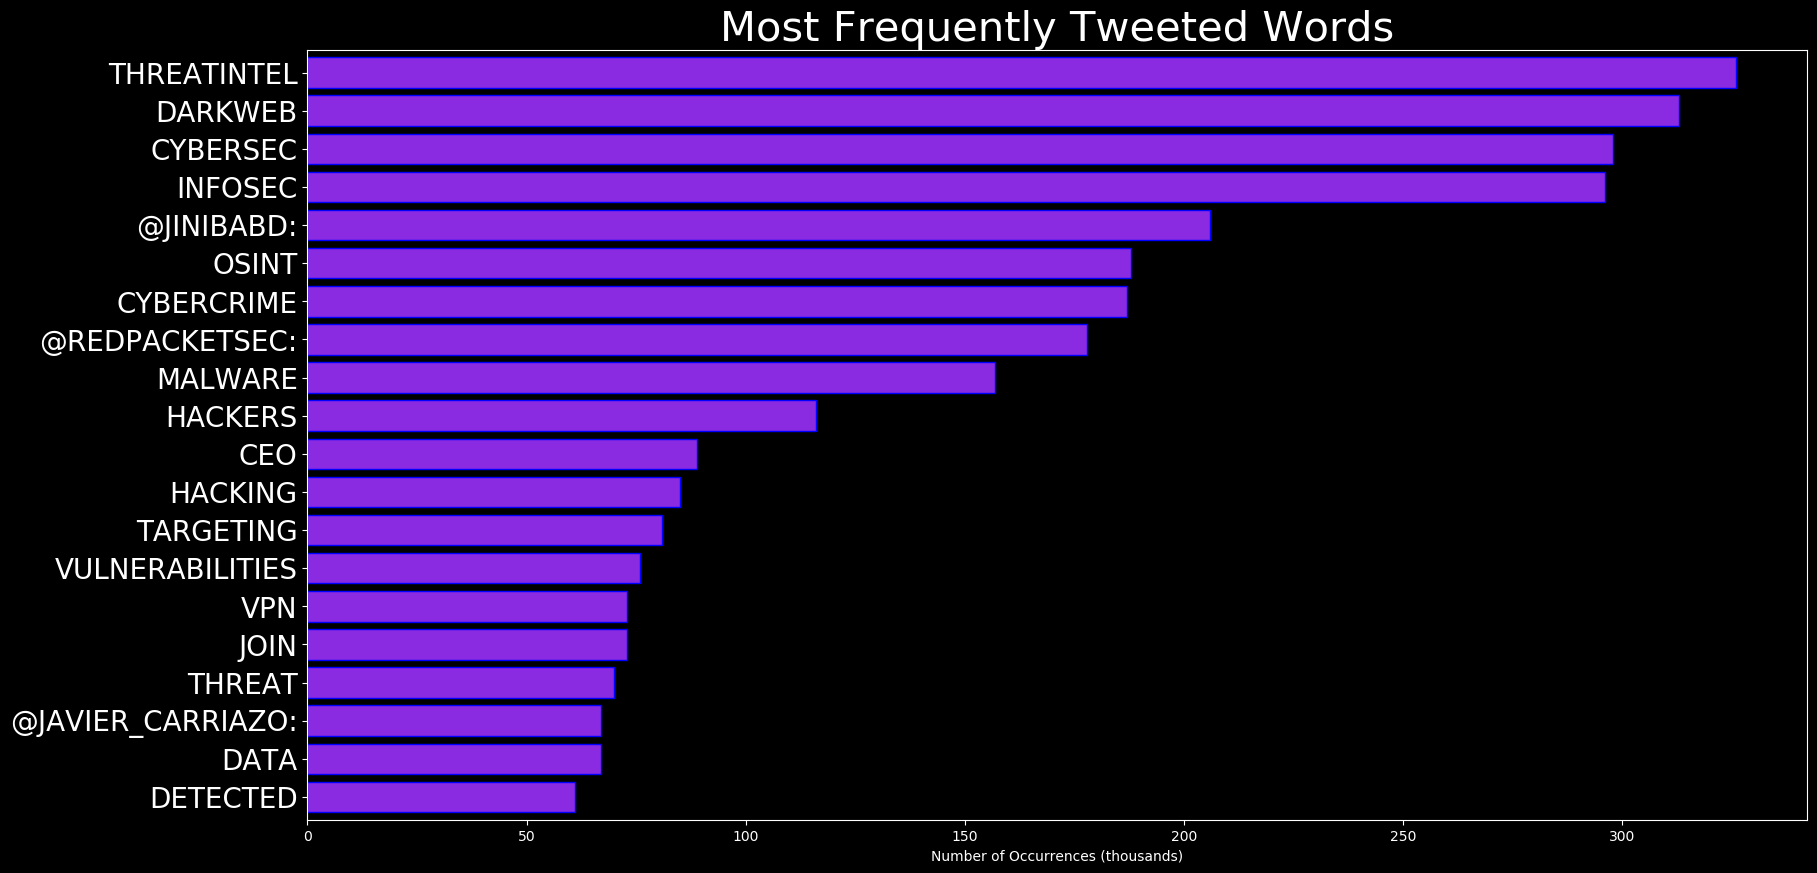 Most Frequently Tweeted Words
THREATINTEL
DARKWEB
CYBERSEC
INFOSEC
@JINIBABD:
OSINT
CYBERCRIME
@REDPACKETSEC:
MALWARE
HACKERS
CEO
HACKING
TARGETING
VULNERABILITIES
VPN
JOIN
THREAT
@JAVIER_CARRIAZO:
DATA
DETECTED
0 50 100 150 200 250 300
Number of Occurrences (thousands)